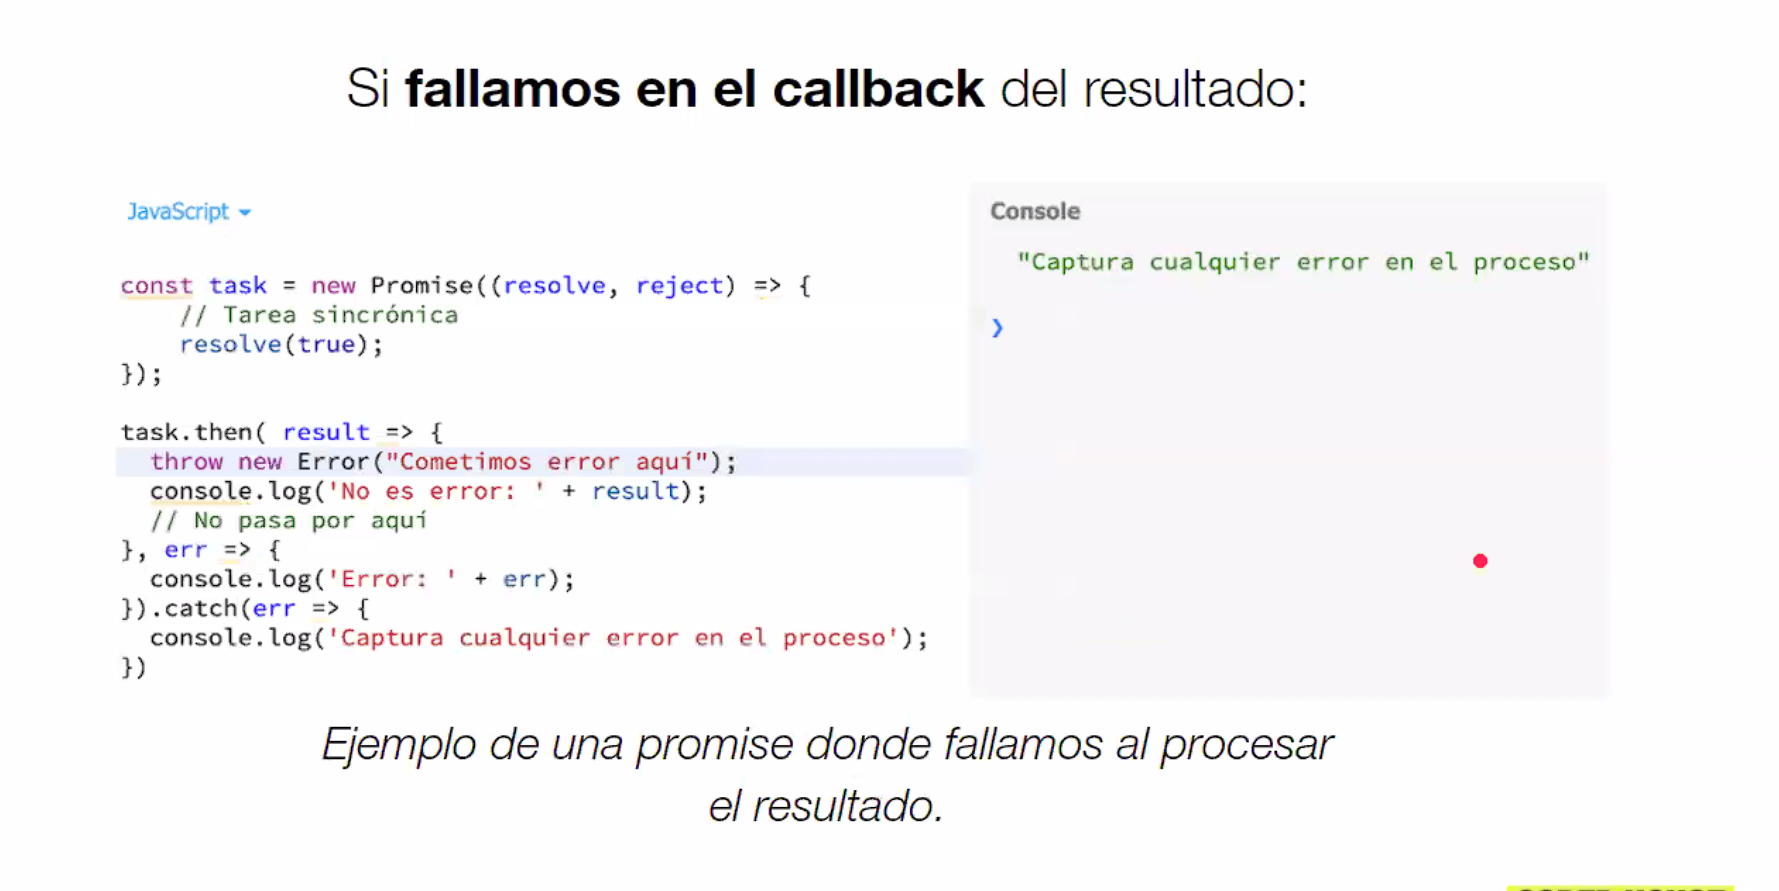 Si fallamos en el callback del resultado:
JavaScript
const task = new Promise((resolve, reject) => {
// Tarea sincrónica
resolve(true);
});
task.then( result => {
throw new Error("Cometimos error aquí");
console.log('No es error: ' + result);
// No pasa por aquí
}, err => {
console.log('Error: ' + err);
}).catch(err => {
console.log('Captura cualquier error en el proceso');
})
Console
"Captura cualquier error en el proceso"
❯
Ejemplo de una promise donde fallamos al procesar
el resultado.